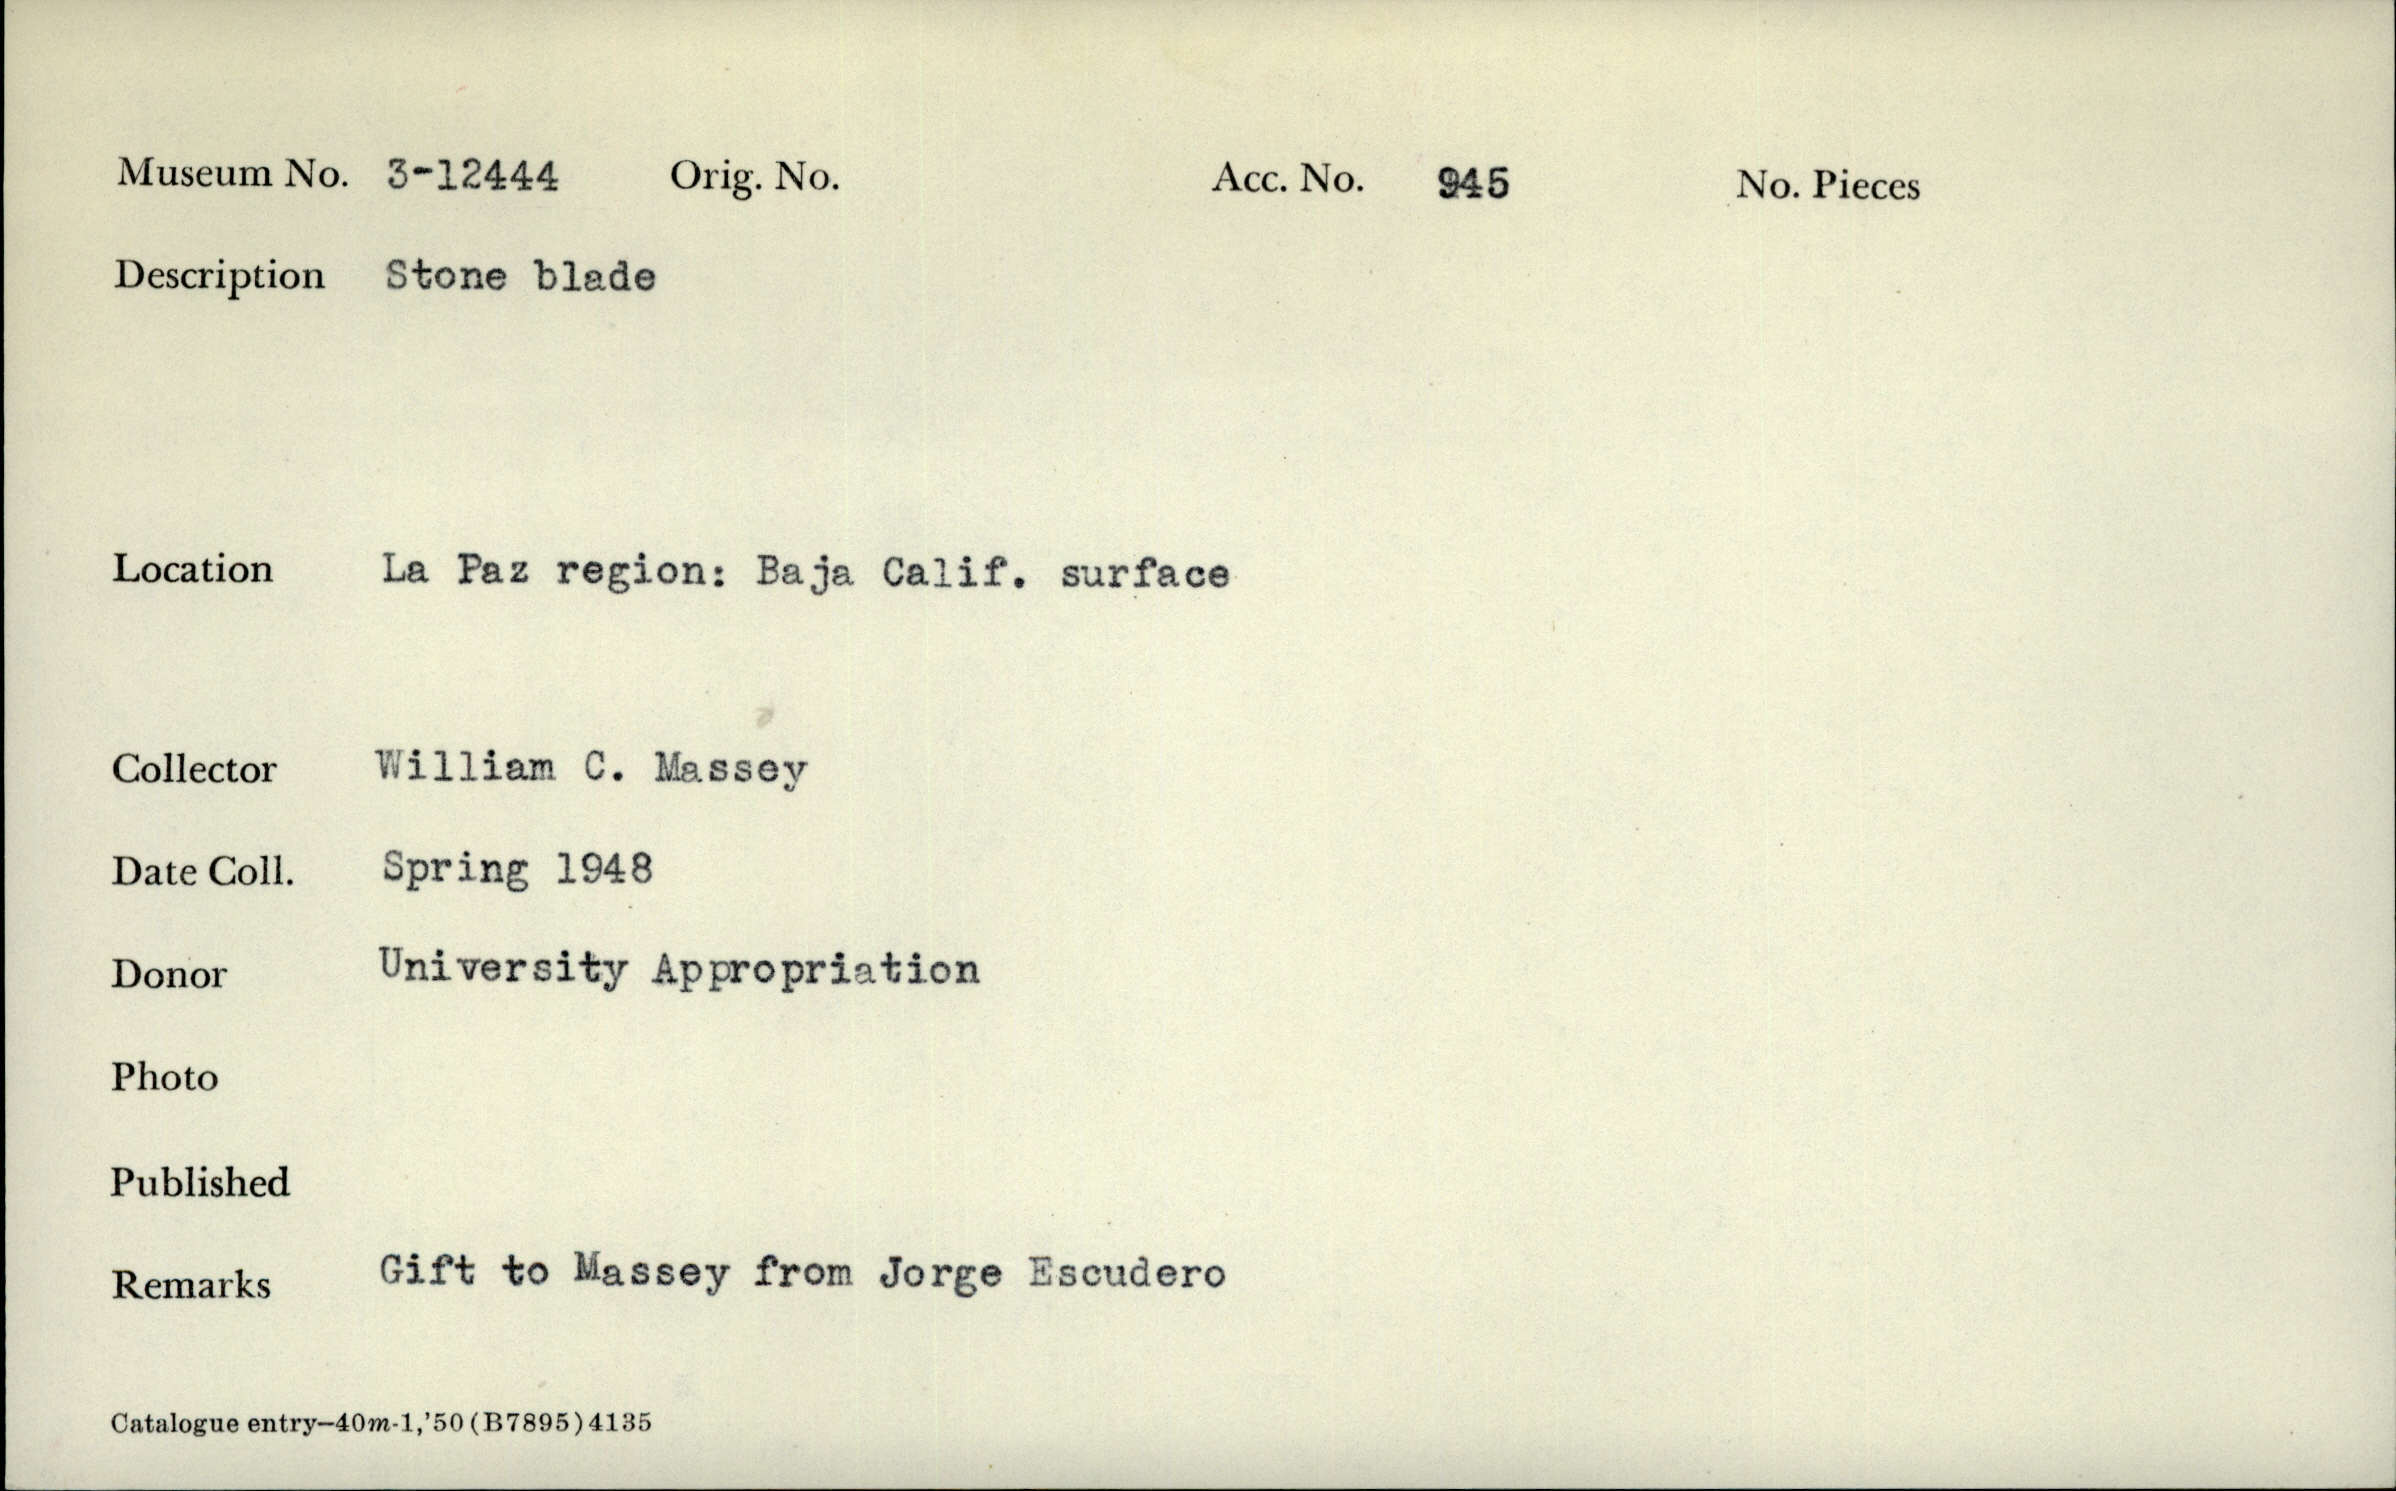 Museum No. 3-12444 Orig. No. Acc. No. 945 No. Pieces
Description Stone blade
Location La Paz region: Baja Calif. surface
Collector William C. Massey
Date Coll. Spring 1948
Donor University Appropriation
Photo
Published
Remarks Gift to Massey from Jorge Escudero
Catalogue entry—40m-1,'50(B7895)4135